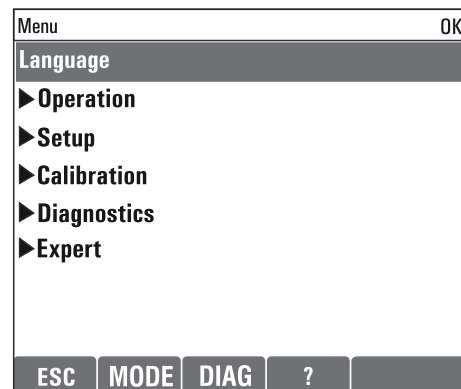 Menu OK
Language
▶Operation
▶Setup
▶Calibration
▶Diagnostics
▶Expert
ESC MODE DIAG ?